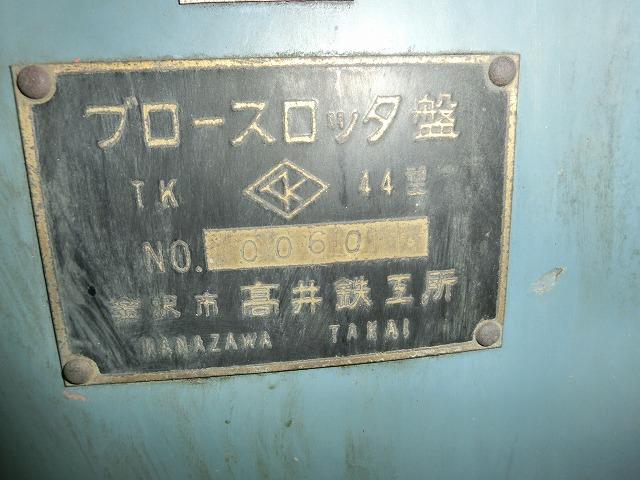 ブロースロッタ盤
TK TK 44型
NO. 0060
金沢市 高井鉄工所
KANAZAWA TAKAI